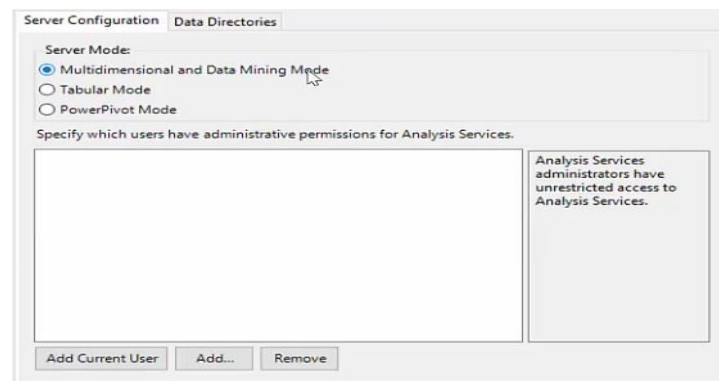 Server Configuration Data Directories
Server Mode:
Multidimensional and Data Mining Mode
Tabular Mode
PowerPivot Mode
Specify which users have administrative permissions for Analysis Services.
Analysis Services
administrators have
unrestricted access to
Analysis Services.
Add Current User Add... Remove